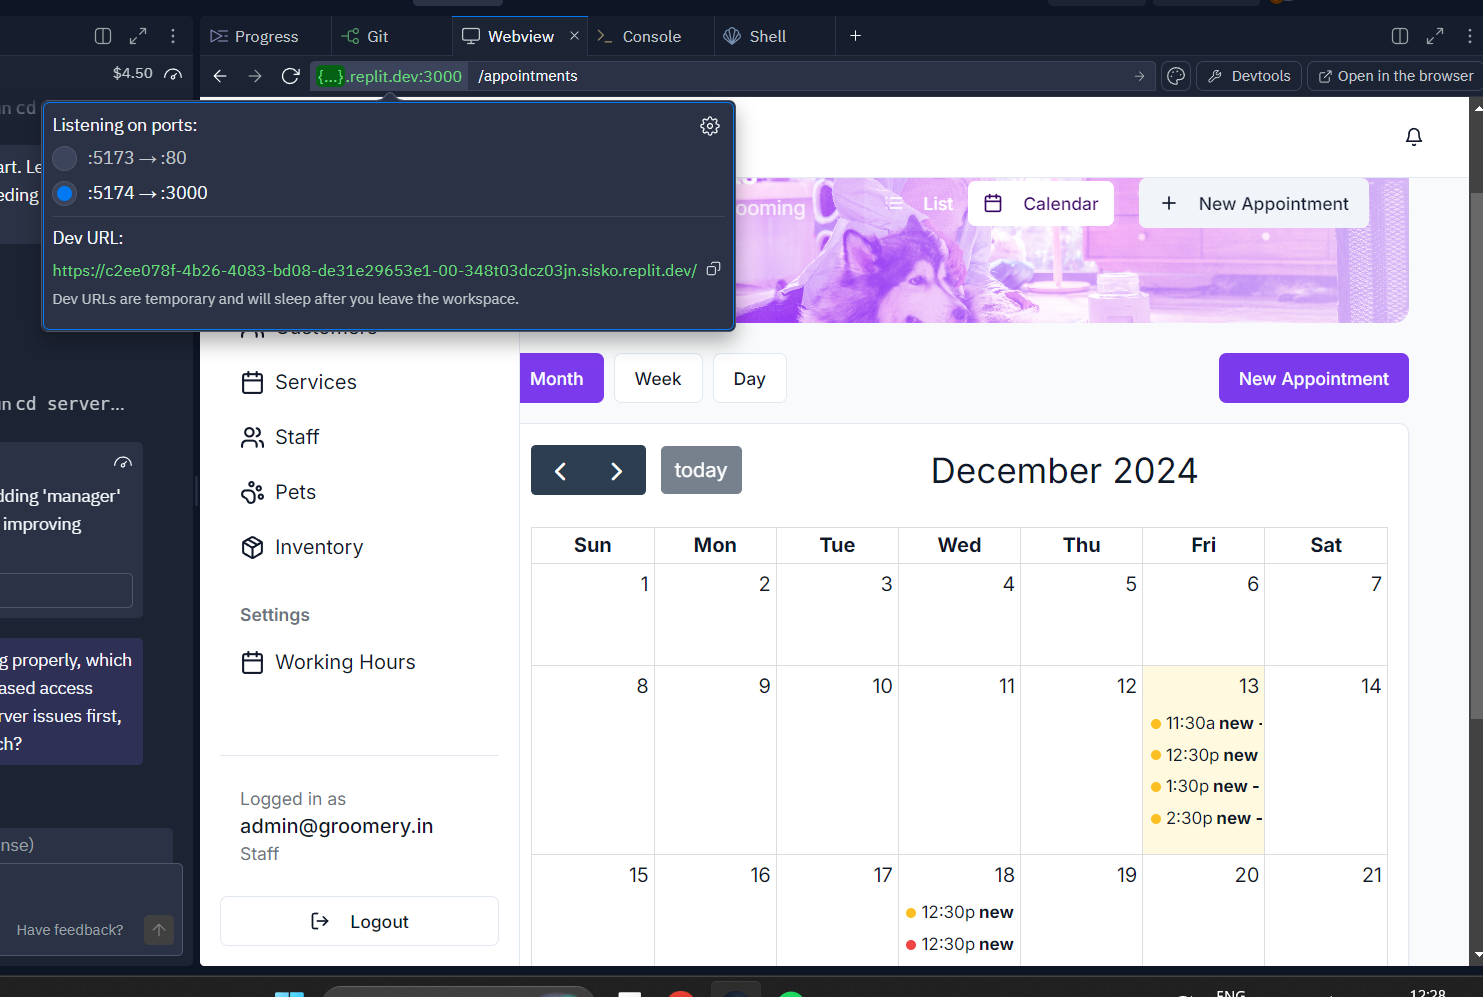 Progress
Git
Webview
Console
Shell
$4.50
{...}.replit.dev:3000 /appointments
Devtools
Open in the browser
Listening on ports:
:5173 → :80
:5174 → :3000
Dev URL:
https://c2ee078f-4b26-4083-bd08-de31e29653e1-00-348t03dcz03jn.sisko.replit.dev/
Dev URLs are temporary and will sleep after you leave the workspace.
n cd
art. Le
eding
n cd server...
dding 'manager'
improving
g properly, which
ased access
rver issues first,
ch?
nse)
Have feedback?
ooming
List
Calendar
New Appointment
Customers
Services
Staff
Pets
Inventory
Settings
Working Hours
Logged in as
admin@groomery.in
Staff
Logout
Month
Week
Day
New Appointment
today
December 2024
Sun Mon Tue Wed Thu Fri Sat
1 2 3 4 5 6 7
8 9 10 11 12 13 14
11:30a new -
12:30p new
1:30p new -
2:30p new -
15 16 17 18 19 20 21
12:30p new
12:30p new
ENG
12:28